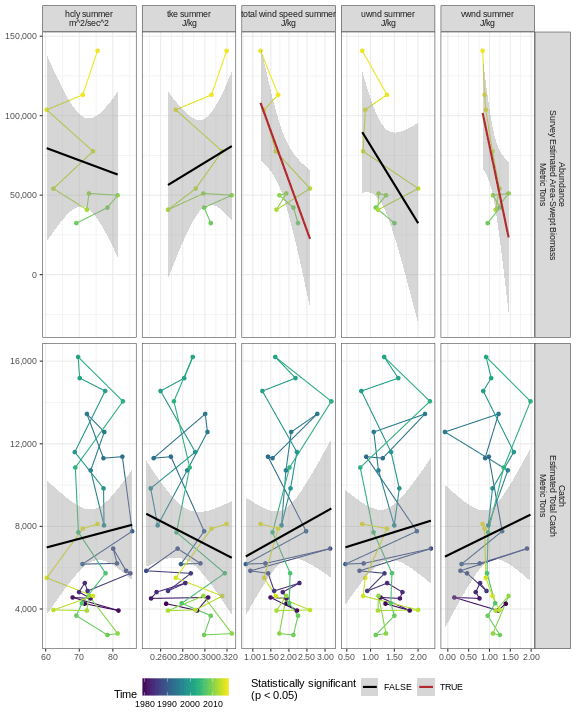 hdly summer
m^2/sec^2
tke summer
J/kg
total wind speed summer
J/kg
uwnd summer
J/kg
vwnd summer
J/kg
150,000
100,000
50,000
0
Abundance
Survey Estimated Area-Swept Biomass
Metric Tons
16,000
12,000
8,000
4,000
Catch
Estimated Total Catch
Metric Tons
60 70 80
0.260 0.280 0.300 0.320
1.00 1.50 2.00 2.50 3.00
0.50 1.00 1.50 2.00
0.00 0.50 1.00 1.50 2.00
Time
1980 1990 2000 2010
Statistically significant
(p < 0.05)
FALSE
TRUE